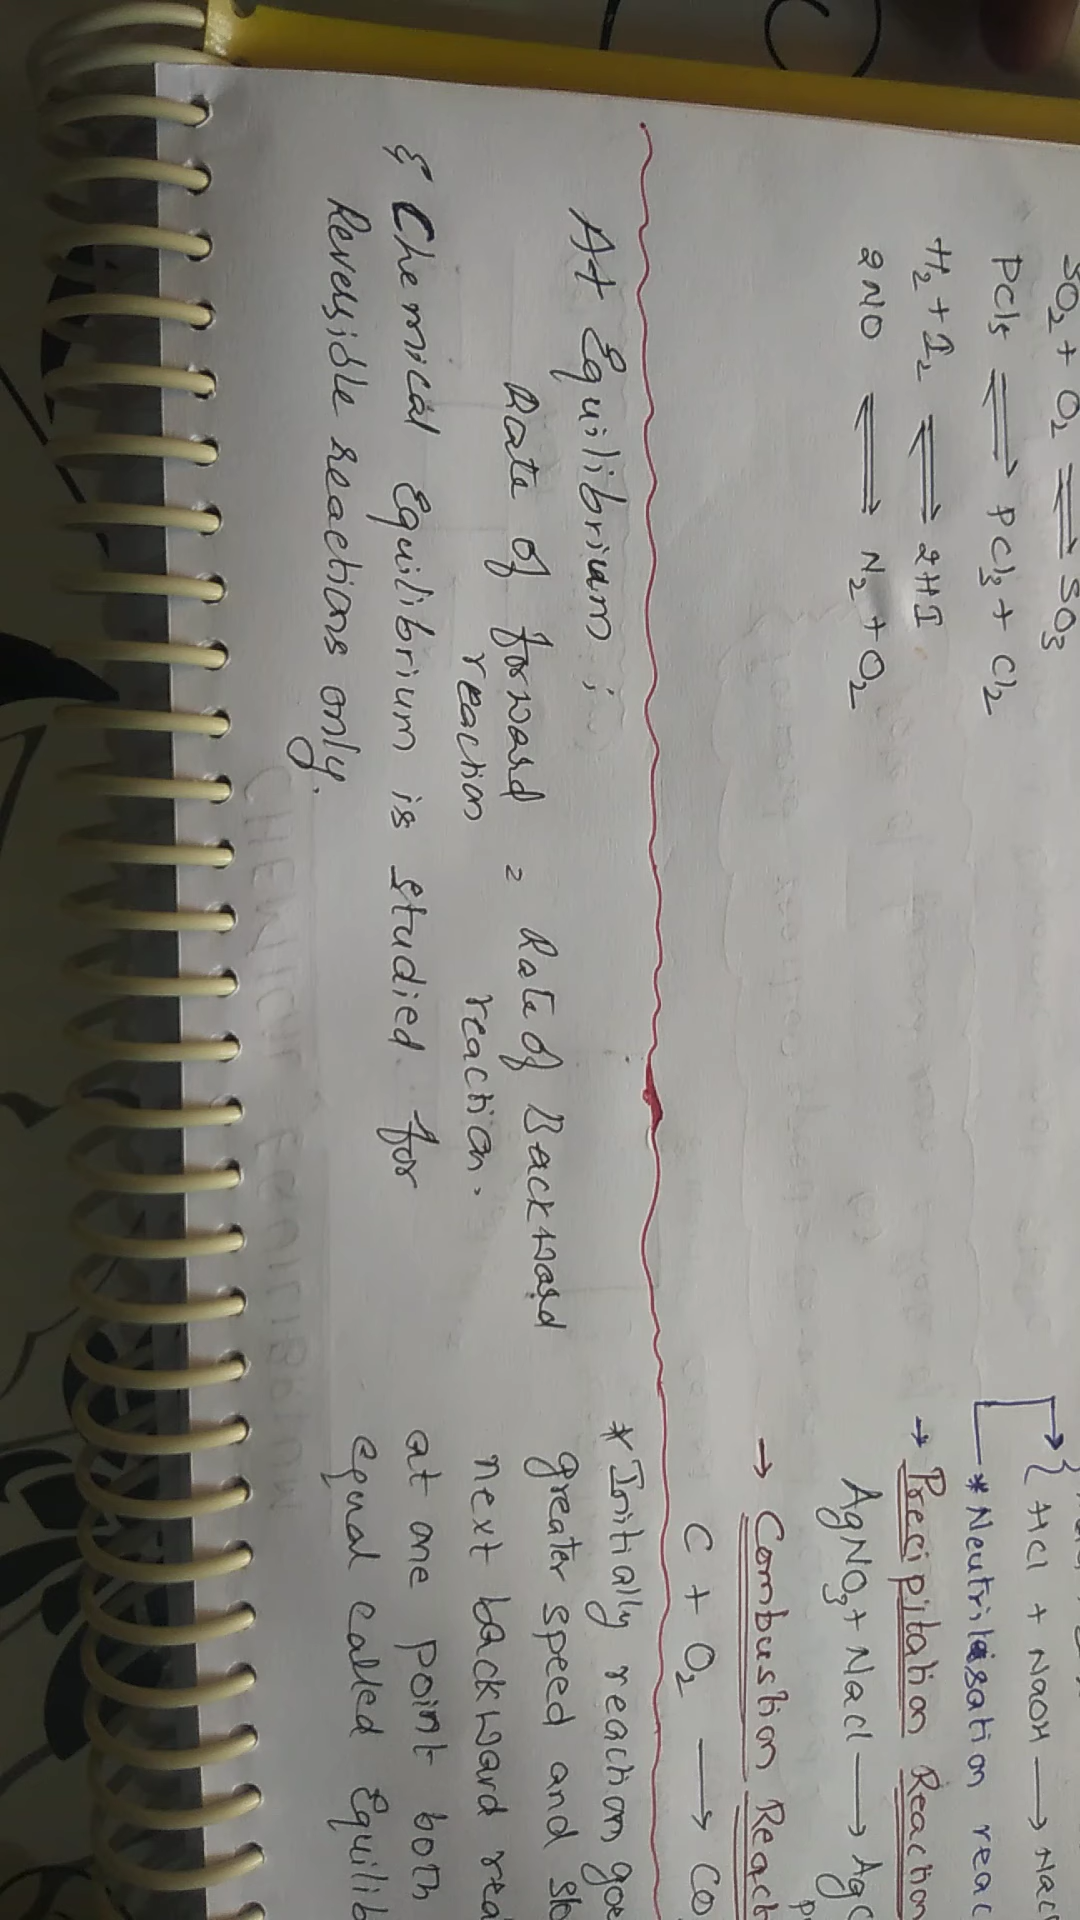 SO₂ + O₂ ⇌ SO₃
PCl₅ ⇌ PCl₃ + Cl₂
H₂ + I₂ ⇌ 2HI
2NO ⇌ N₂ + O₂
At Equilibrium ;
Rate of forward = Rate of Backward
reaction reaction.
& Chemical Equilibrium is studied for
Reversible reactions only.
HCl + NaOH → NaCl
* Neutrilisation reac
→ Precipitation Reaction
AgNO₃ + NaCl → AgC
→ Combustion React
C + O₂ → CO
* Initially reaction goe
greater speed and slo
next backward rea
at one point both
equal called Equilib